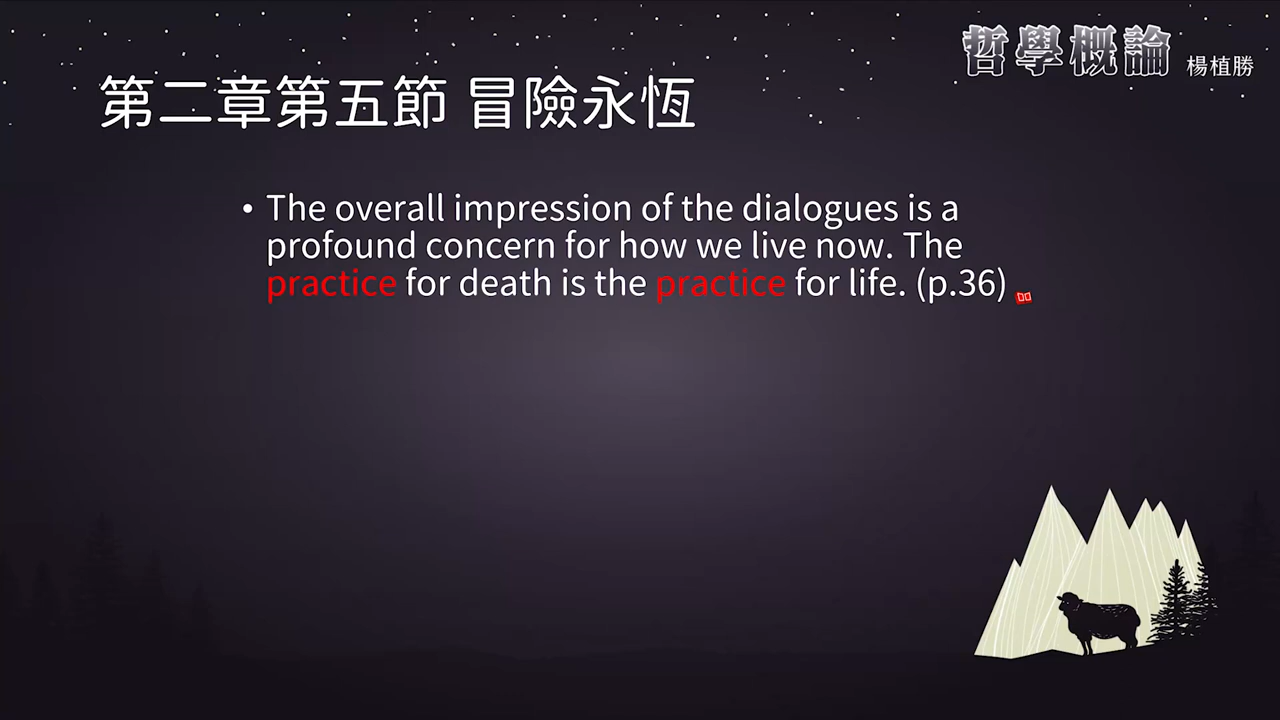 哲學概論 楊植勝
第二章第五節 冒險永恆
• The overall impression of the dialogues is a
profound concern for how we live now. The
practice for death is the practice for life. (p.36)